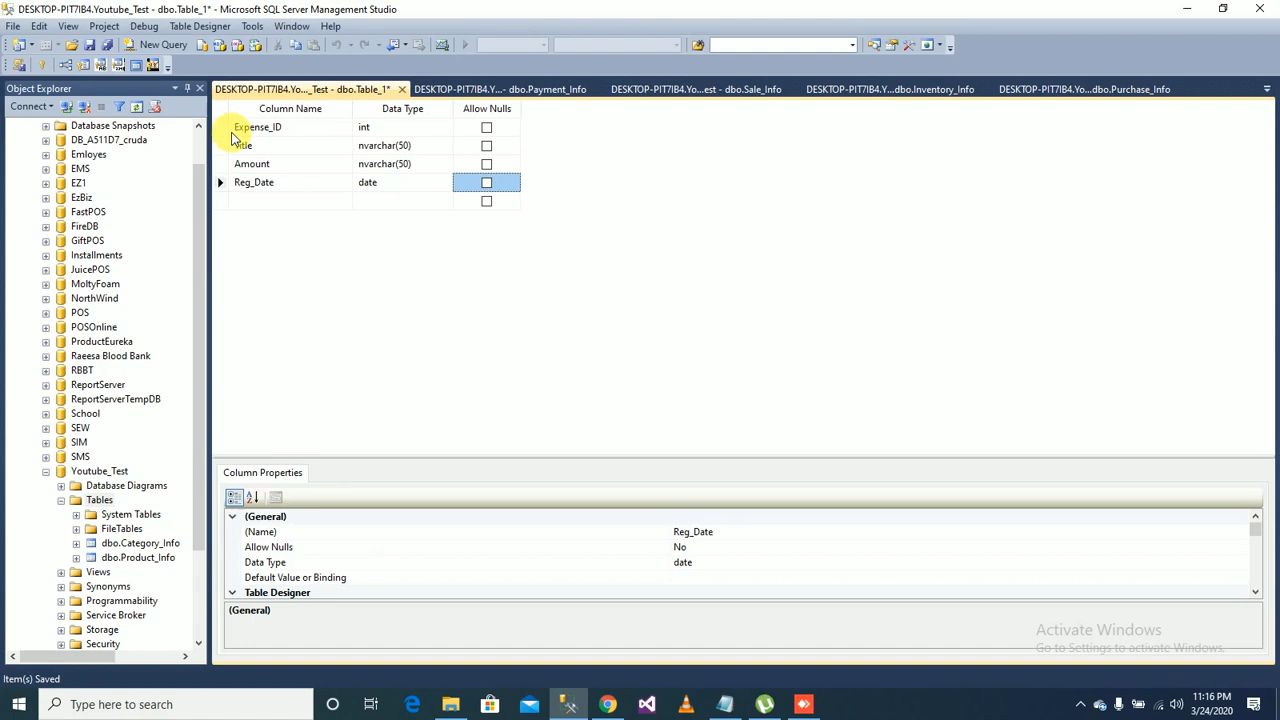 DESKTOP-PIT7IB4.Youtube_Test - dbo.Table_1* - Microsoft SQL Server Management Studio
File Edit View Project Debug Table Designer Tools Window Help
New Query
Object Explorer
DESKTOP-PIT7IB4.Yo..._Test - dbo.Table_1*
DESKTOP-PIT7IB4.Y...- dbo.Payment_Info
DESKTOP-PIT7IB4.Yo...est - dbo.Sale_Info
DESKTOP-PIT7IB4.Y...dbo.Inventory_Info
DESKTOP-PIT7IB4.Yo...dbo.Purchase_Info
Connect
Column Name Data Type Allow Nulls
Expense_ID int
nvarchar(50)
Amount nvarchar(50)
Reg_Date date
Database Snapshots
DB_A511D7_cruda
Emloyes
EMS
EZ1
EzBiz
FastPOS
FireDB
GiftPOS
Installments
JuicePOS
MoltyFoam
NorthWind
POS
POSOnline
ProductEureka
Raeesa Blood Bank
RBBT
ReportServer
ReportServerTempDB
School
SEW
SIM
SMS
Youtube_Test
Database Diagrams
Tables
System Tables
FileTables
dbo.Category_Info
dbo.Product_Info
Views
Synonyms
Programmability
Service Broker
Storage
Security
Column Properties
(General)
(Name) Reg_Date
Allow Nulls No
Data Type date
Default Value or Binding
Table Designer
(General)
Activate Windows
Go to Settings to activate Windows.
Item(s) Saved
Type here to search
11:16 PM
3/24/2020